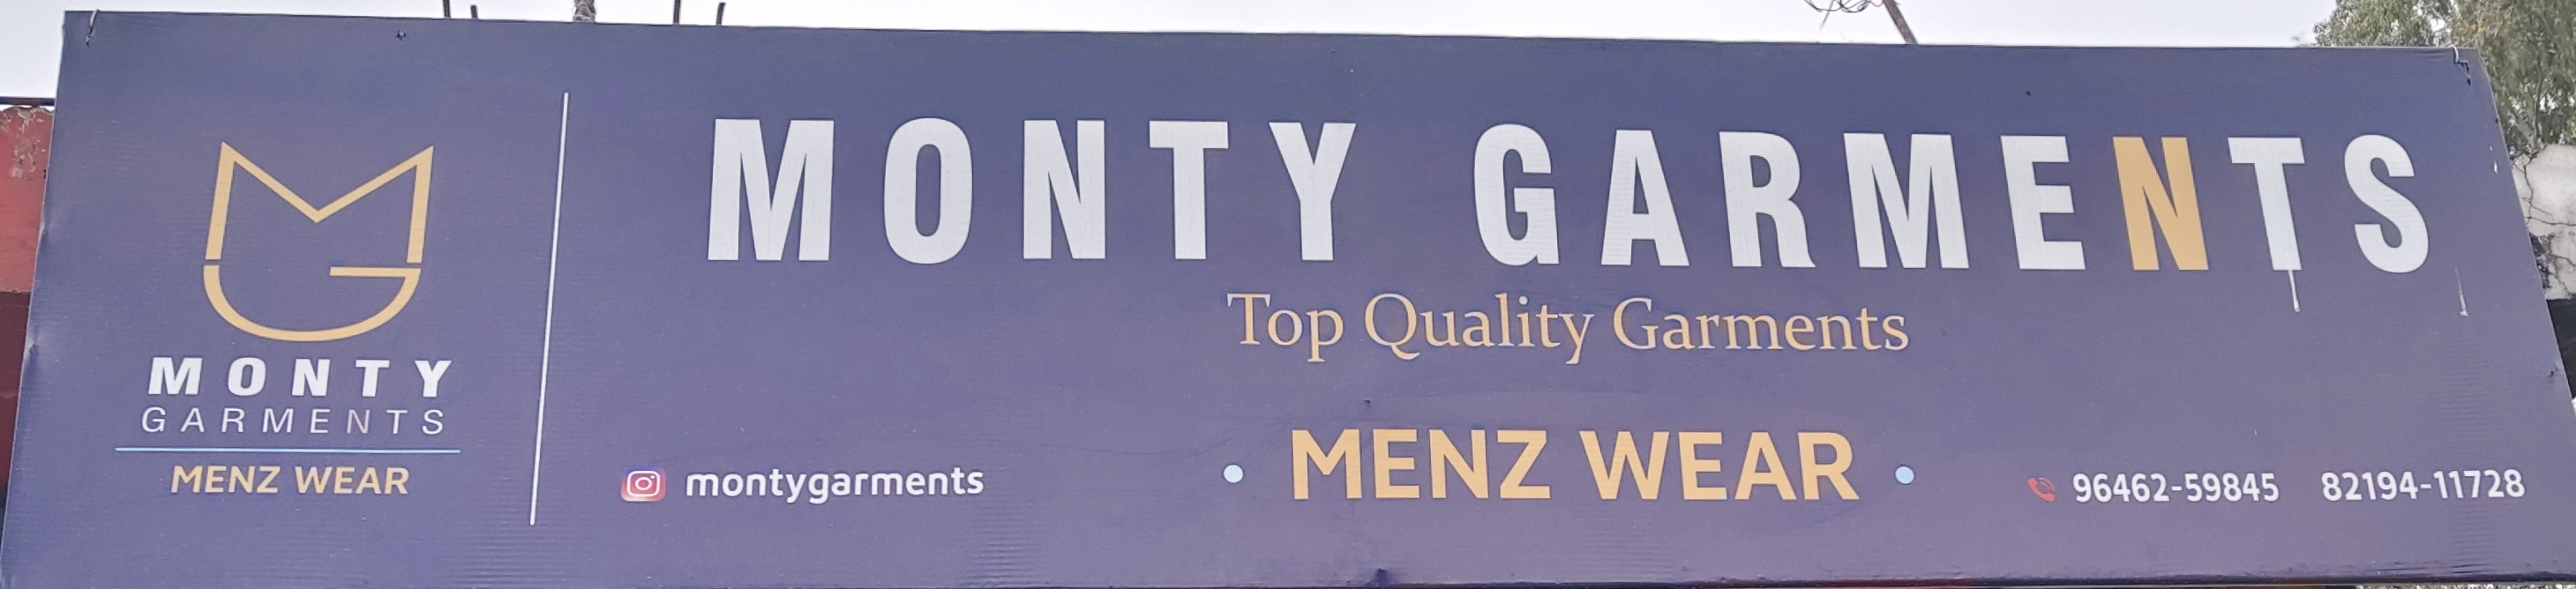 MONTY
GARMENTS
MENZ WEAR
MONTY GARMENTS
Top Quality Garments
• MENZ WEAR •
montygarments
96462-59845 82194-11728